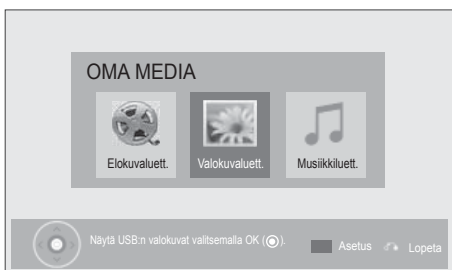 OMA MEDIA
Elokuvaluett.
Valokuvaluett.
Musiikkiluett.
Näytä USB:n valokuvat valitsemalla OK (◉).
Asetus
Lopeta